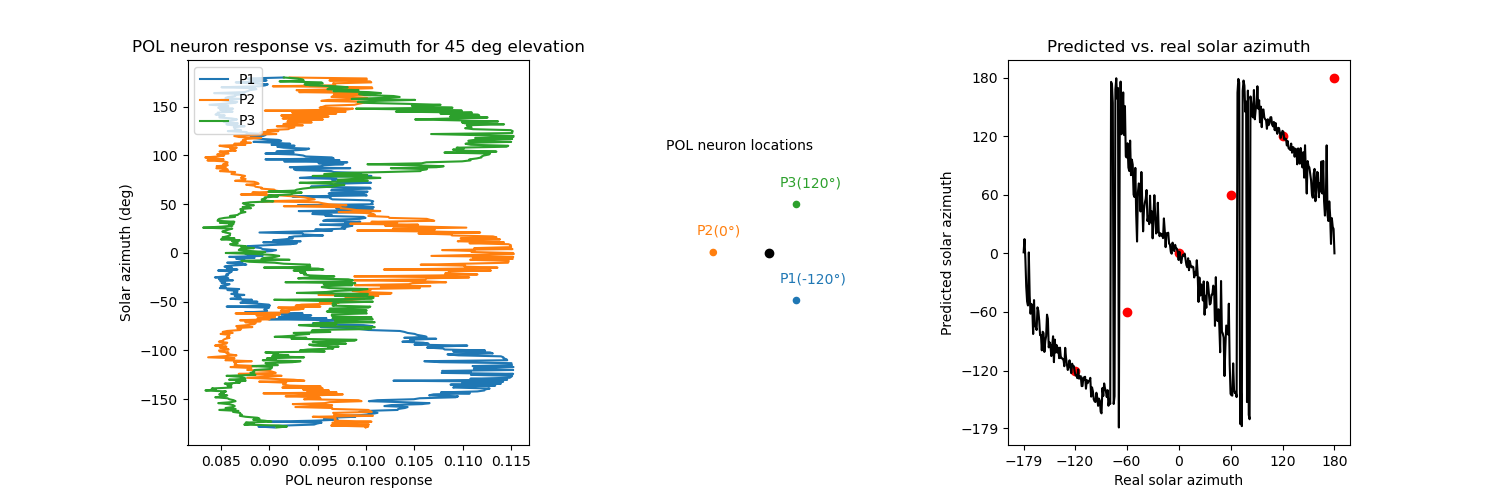 POL neuron response vs. azimuth for 45 deg elevation
P1
P2
P3
150
100
50
0
−50
−100
−150
Solar azimuth (deg)
0.085 0.090 0.095 0.100 0.105 0.110 0.115
POL neuron response
POL neuron locations
P3(120°)
P2(0°)
P1(-120°)
Predicted vs. real solar azimuth
180
120
60
0
−60
−120
−179
Predicted solar azimuth
−179 −120 −60 0 60 120 180
Real solar azimuth